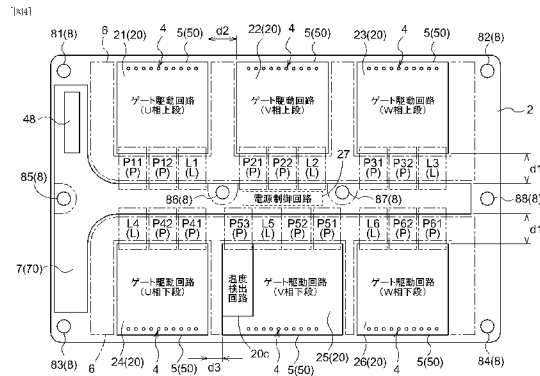 【図4】
81(8) 6 21(20) 4 5(50) d2 22(20) 4 5(50) 23(20) 4 5(50) 82(8)
2
48
ゲート駆動回路
(U相上段)
ゲート駆動回路
(V相上段)
ゲート駆動回路
(W相上段)
P11
(P)
P12
(P)
L1
(L)
P21
(P)
P22
(P)
L2
(L)
27
P31
(P)
P32
(P)
L3
(L)
d1
85(8)
86(8)
電源制御回路
87(8)
88(8)
L4
(L)
P42
(P)
P41
(P)
P53
(P)
L5
(L)
P52
(P)
P51
(P)
L6
(L)
P62
(P)
P61
(P)
d1
7(70)
ゲート駆動回路
(U相下段)
温度
検出
回路
ゲート駆動回路
(V相下段)
ゲート駆動回路
(W相下段)
83(8) 6 24(20) 4 5(50) d3 20c 4 5(50) 25(20) 26(20) 4 5(50) 84(8)